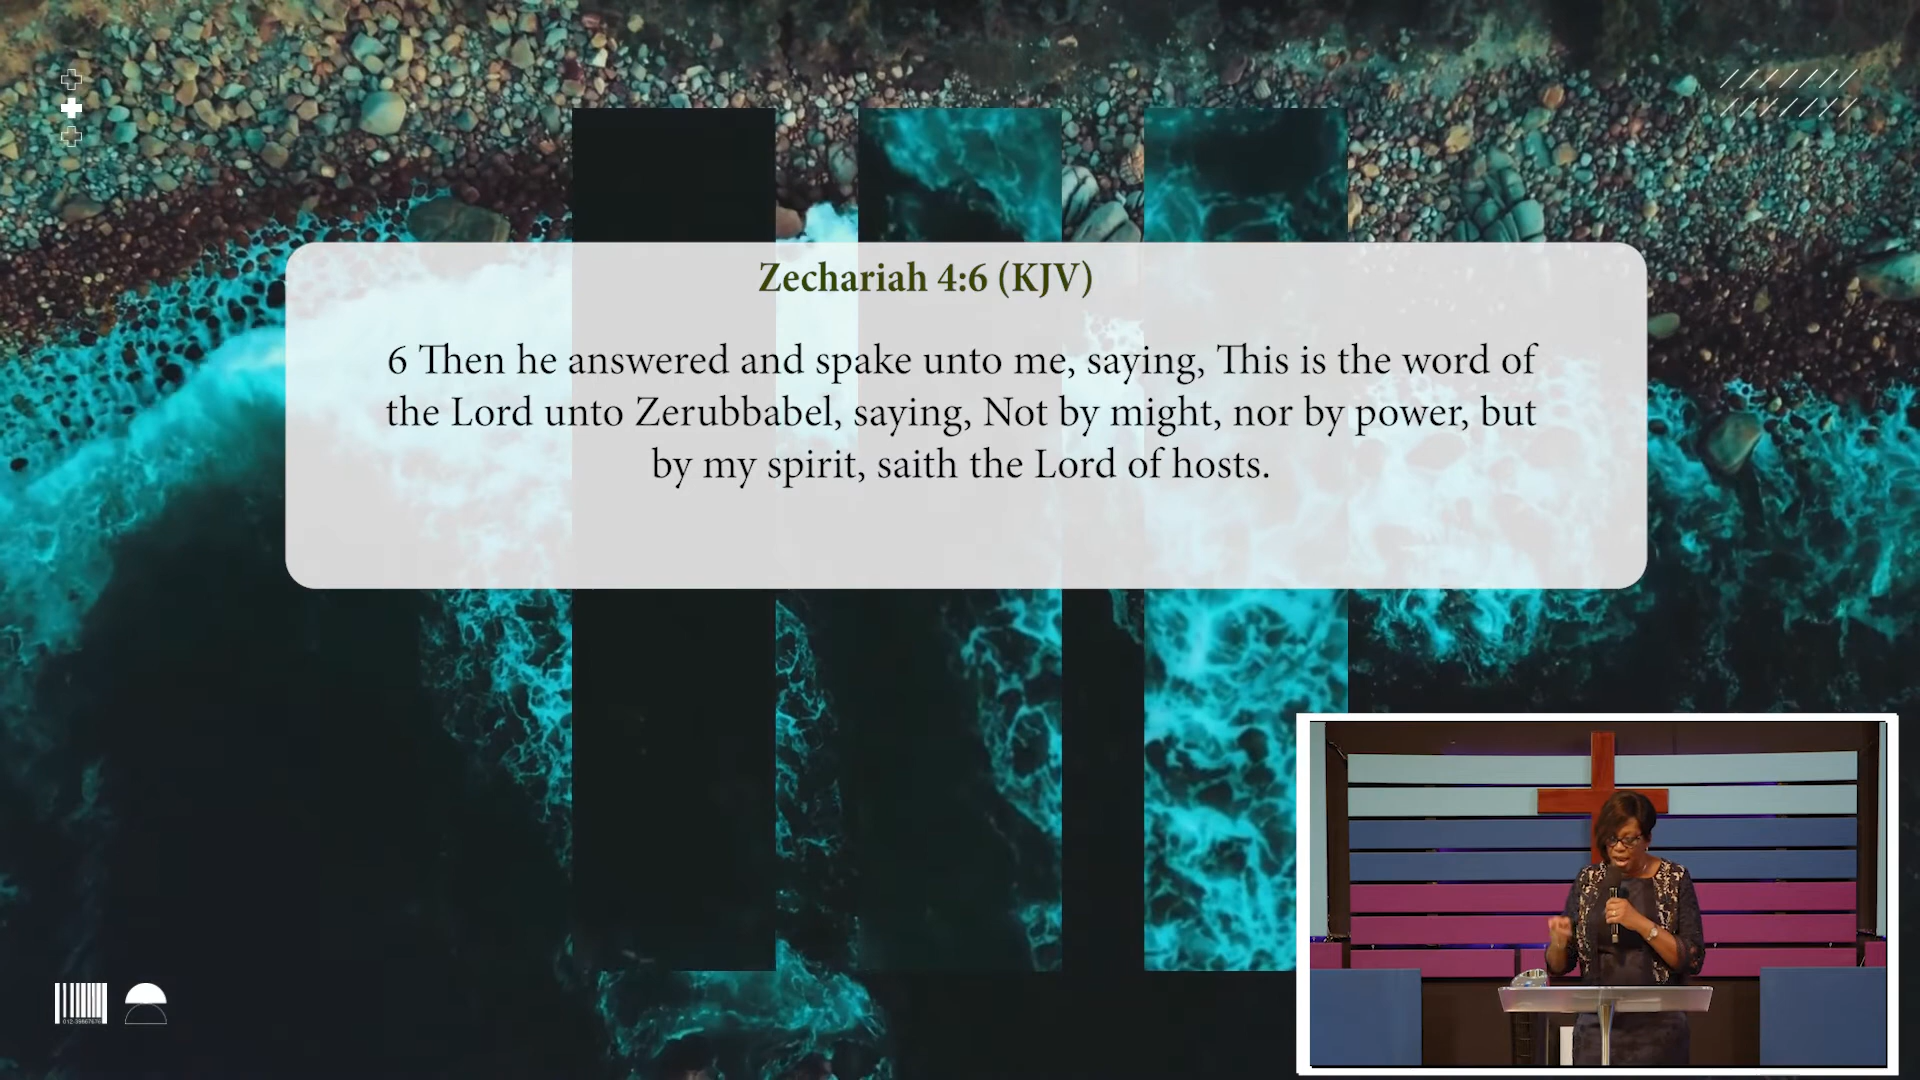 Zechariah 4:6 (KJV)
6 Then he answered and spake unto me, saying, This is the word of
the Lord unto Zerubbabel, saying, Not by might, nor by power, but
by my spirit, saith the Lord of hosts.